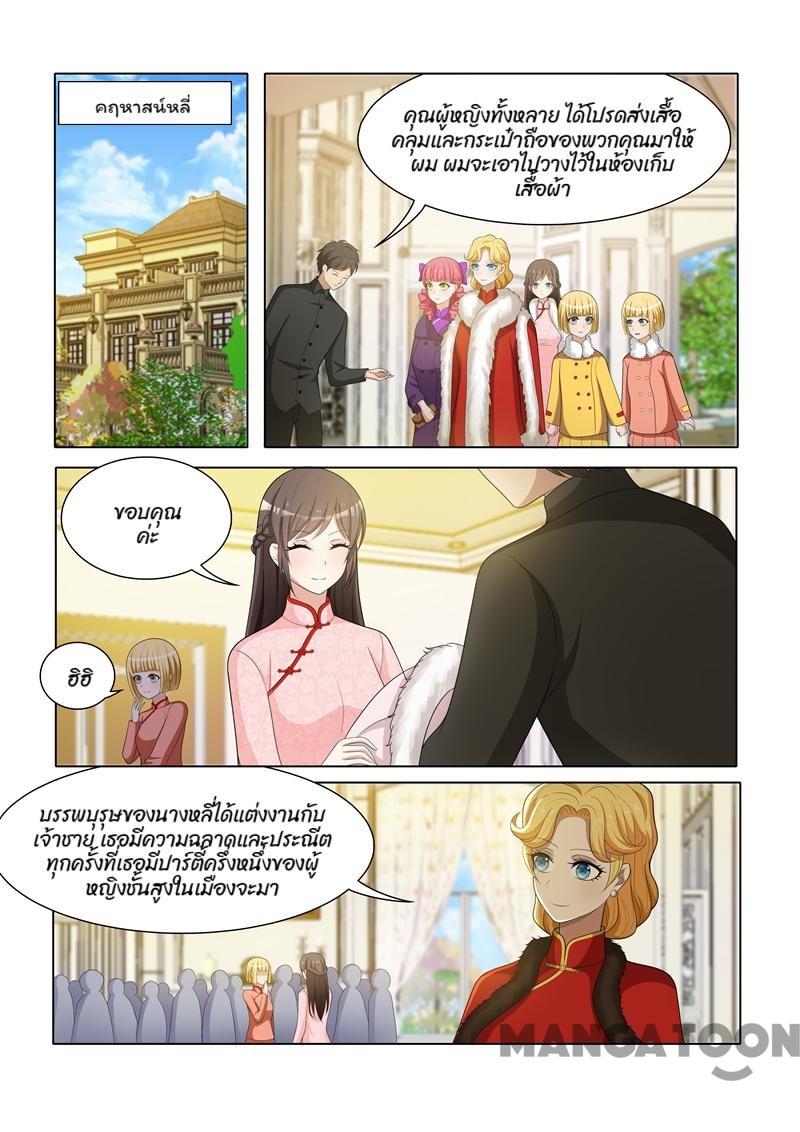 คฤหาสน์หลี่
คุณผู้หญิงทั้งหลาย ได้โปรดส่งเสื้อ
คลุมและกระเป๋าถือของพวกคุณมาให้
ผม ผมจะเอาไปวางไว้ในห้องเก็บ
เสื้อผ้า
ขอบคุณ
ค่ะ
ฮิฮิ
บรรพบุรุษของนางหลี่ได้แต่งงานกับ
เจ้าชาย เธอมีความฉลาดและประณีต
ทุกครั้งที่เธอมีปาร์ตี้ครึ่งหนึ่งของผู้
หญิงชั้นสูงในเมืองจะมา
MANGATOON